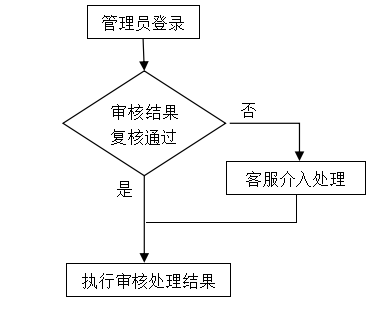 管理员登录
审核结果
复核通过
否
客服介入处理
是
执行审核处理结果